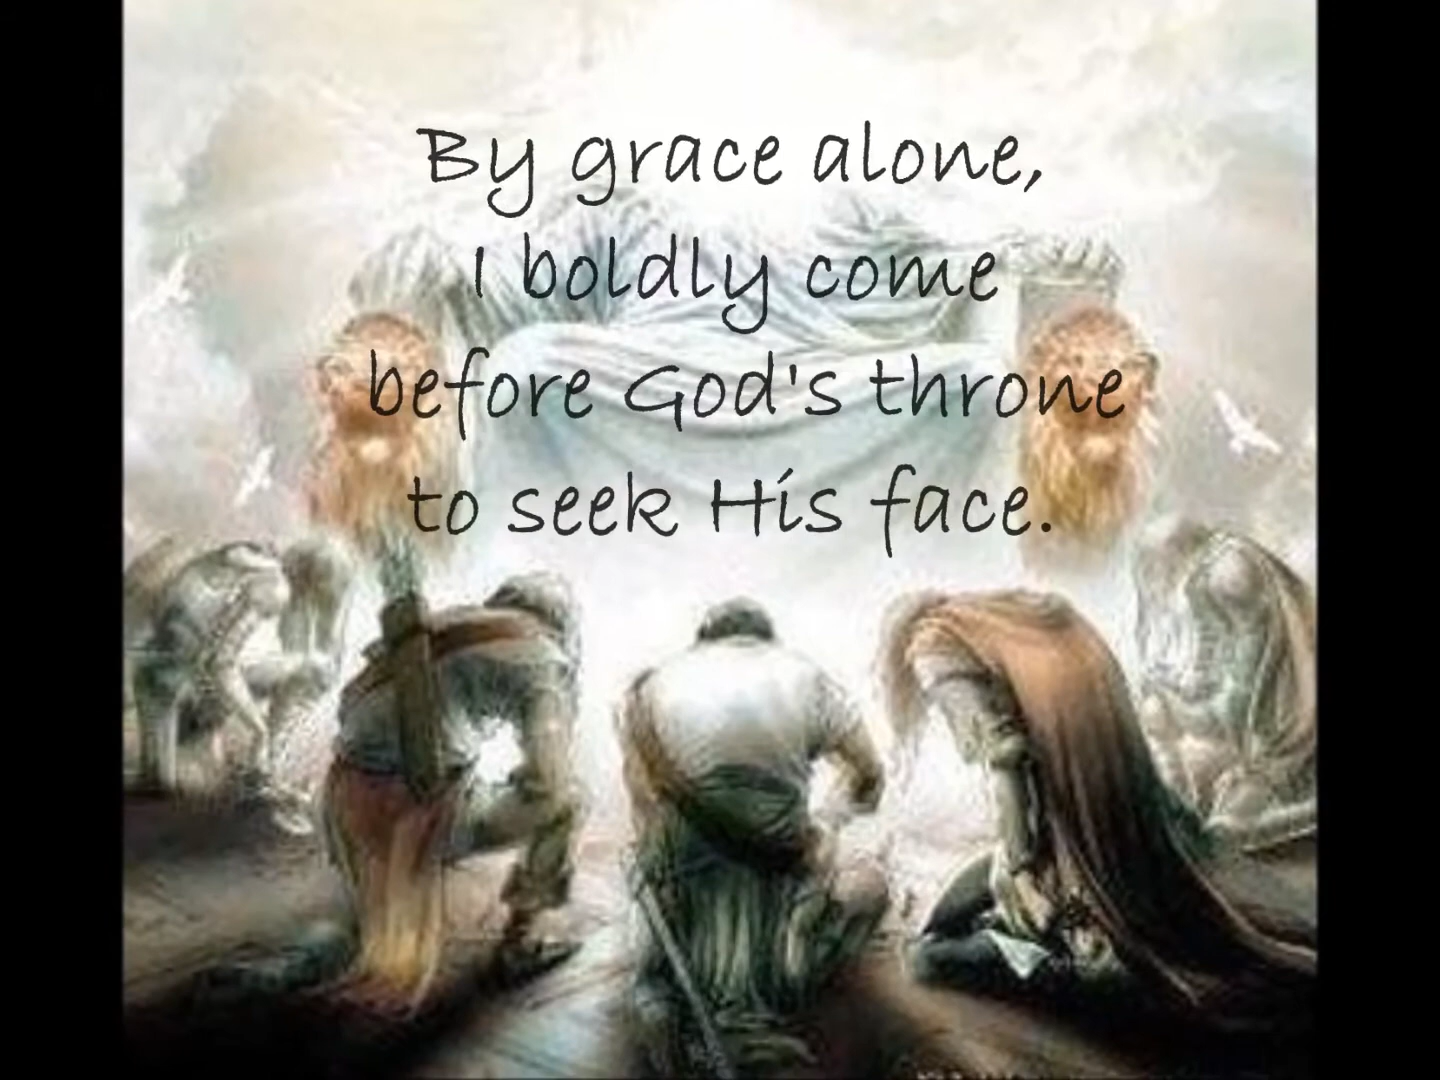 By grace alone,
I boldly come
before God's throne
to seek His face.